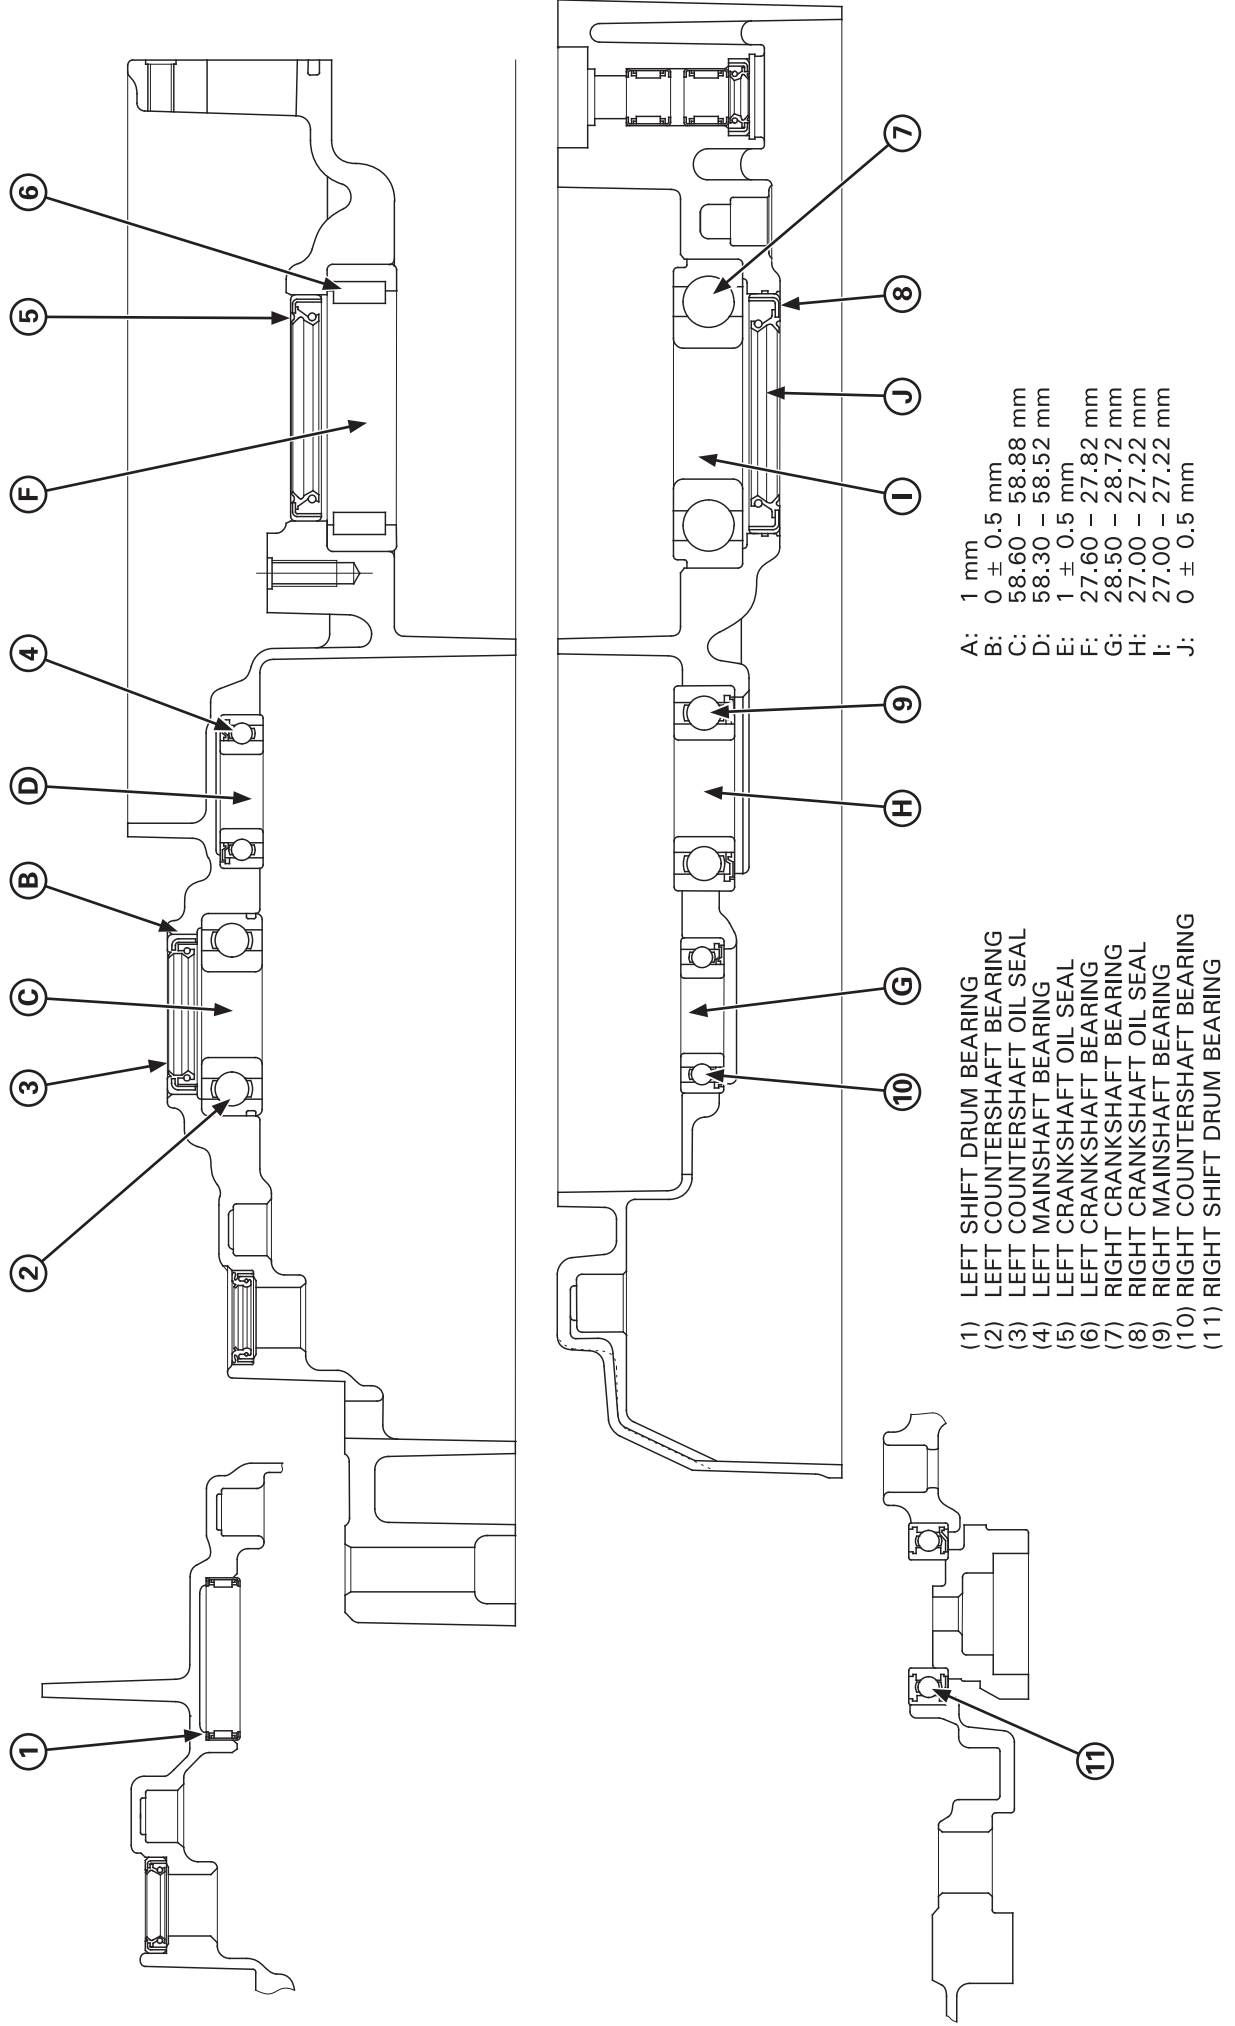 1
2
3
C
B
D
4
F
5
6
11
10
G
H
9
I
J
8
7
(1) LEFT SHIFT DRUM BEARING
(2) LEFT COUNTERSHAFT BEARING
(3) LEFT COUNTERSHAFT OIL SEAL
(4) LEFT MAINSHAFT BEARING
(5) LEFT CRANKSHAFT OIL SEAL
(6) LEFT CRANKSHAFT BEARING
(7) RIGHT CRANKSHAFT BEARING
(8) RIGHT CRANKSHAFT OIL SEAL
(9) RIGHT MAINSHAFT BEARING
(10) RIGHT COUNTERSHAFT BEARING
(11) RIGHT SHIFT DRUM BEARING
A: 1 mm
B: 0 ± 0.5 mm
C: 58.60 – 58.88 mm
D: 58.30 – 58.52 mm
E: 1 ± 0.5 mm
F: 27.60 – 27.82 mm
G: 28.50 – 28.72 mm
H: 27.00 – 27.22 mm
I: 27.00 – 27.22 mm
J: 0 ± 0.5 mm